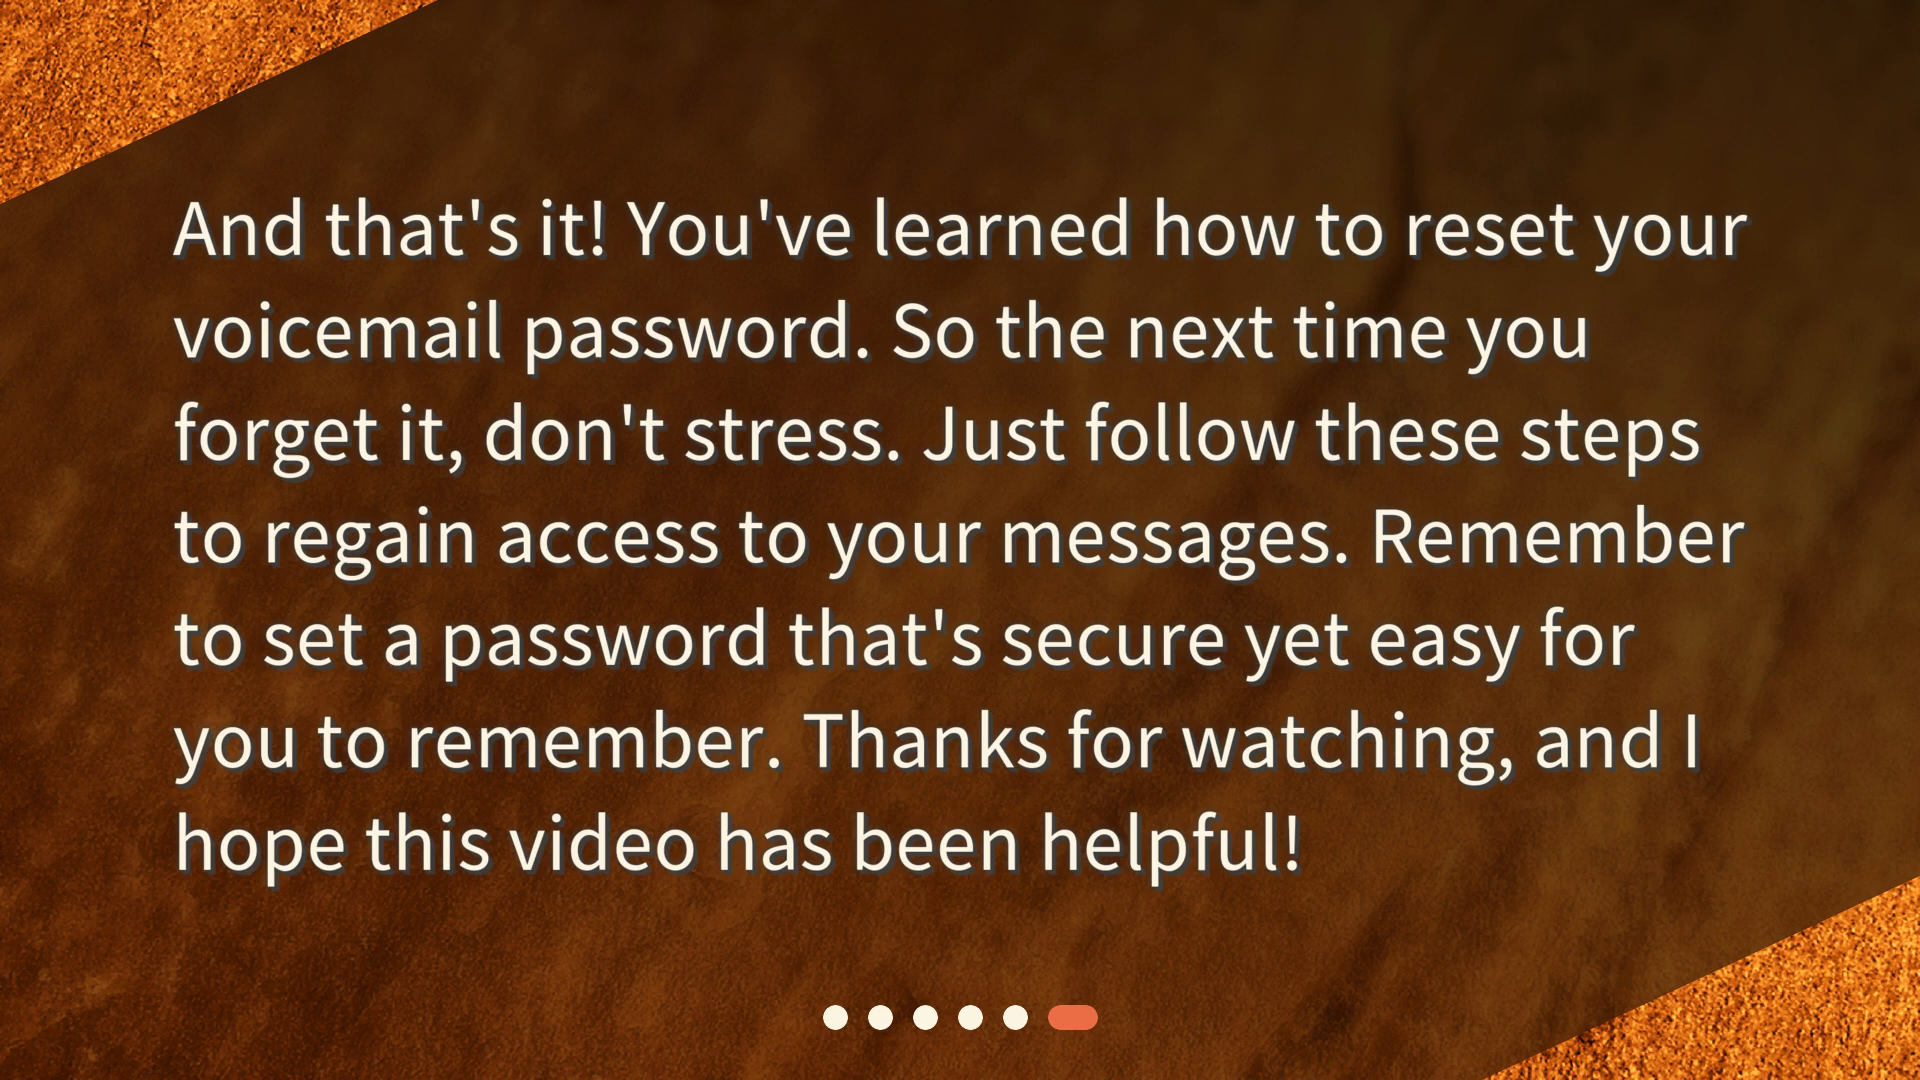 And that's it! You've learned how to reset your
voicemail password. So the next time you
forget it, don't stress. Just follow these steps
to regain access to your messages. Remember
to set a password that's secure yet easy for
you to remember. Thanks for watching, and I
hope this video has been helpful!